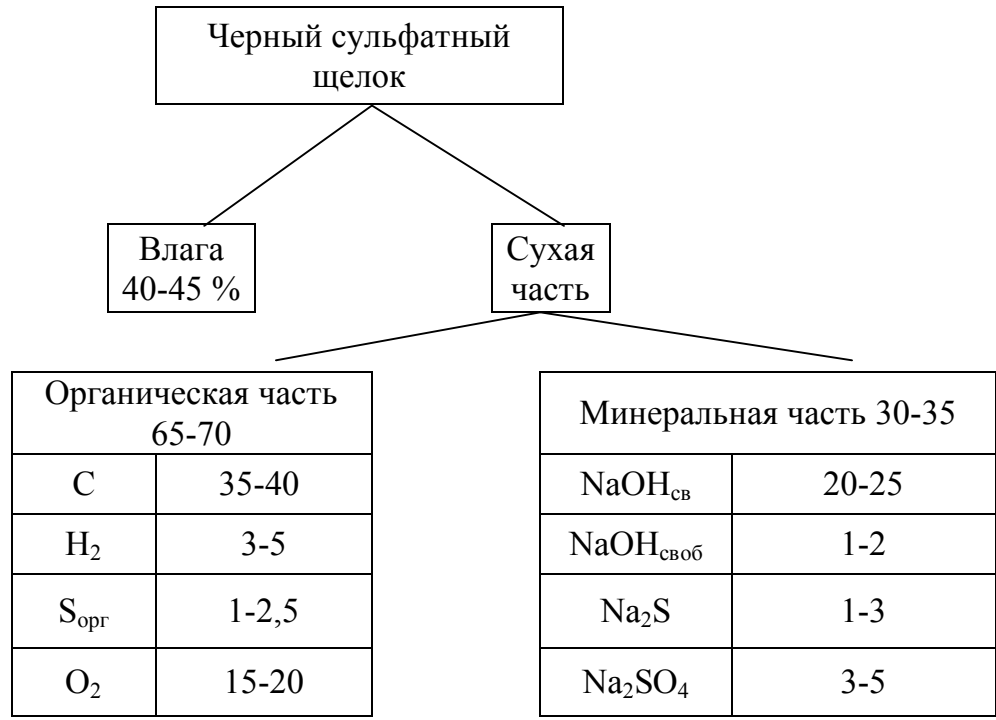 Черный сульфатный
щелок
Влага
40-45 %
Сухая
часть
Органическая часть
65-70
C 35-40
H₂ 3-5
Sорг 1-2,5
O₂ 15-20
Минеральная часть 30-35
NaOHсв 20-25
NaOHсвоб 1-2
Na₂S 1-3
Na₂SO₄ 3-5